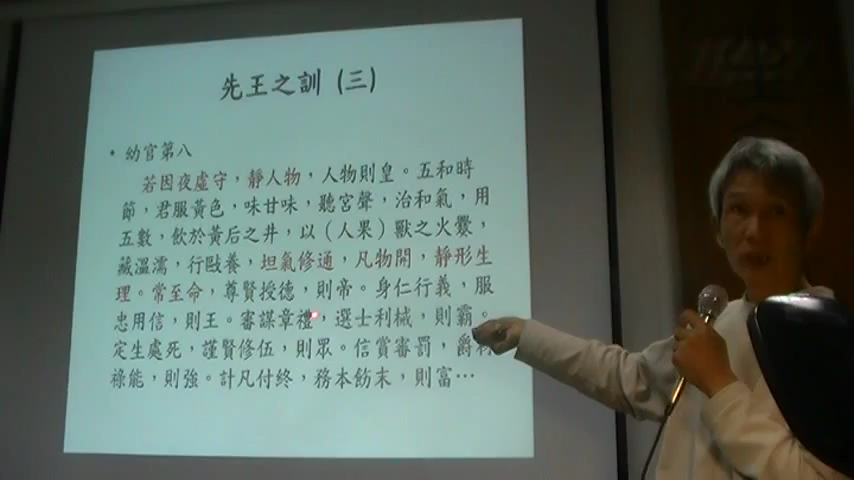 先王之訓 (三)
• 幼官第八
若因夜虛守，靜人物，人物則皇。五和時
節，君服黃色，味甘味，聽宮聲，治和氣，用
五數，飲於黃后之井，以（人果）獸之火爨，
藏溫濡，行敺養，坦氣修通，凡物開，靜形生
理。常至命，尊賢授德，則帝。身仁行義，服
忠用信，則王。審謀章禮，選士利械，則霸。
定生處死，謹賢修伍，則眾。信賞審罰，爵材
祿能，則強。計凡付終，務本飭末，則富…